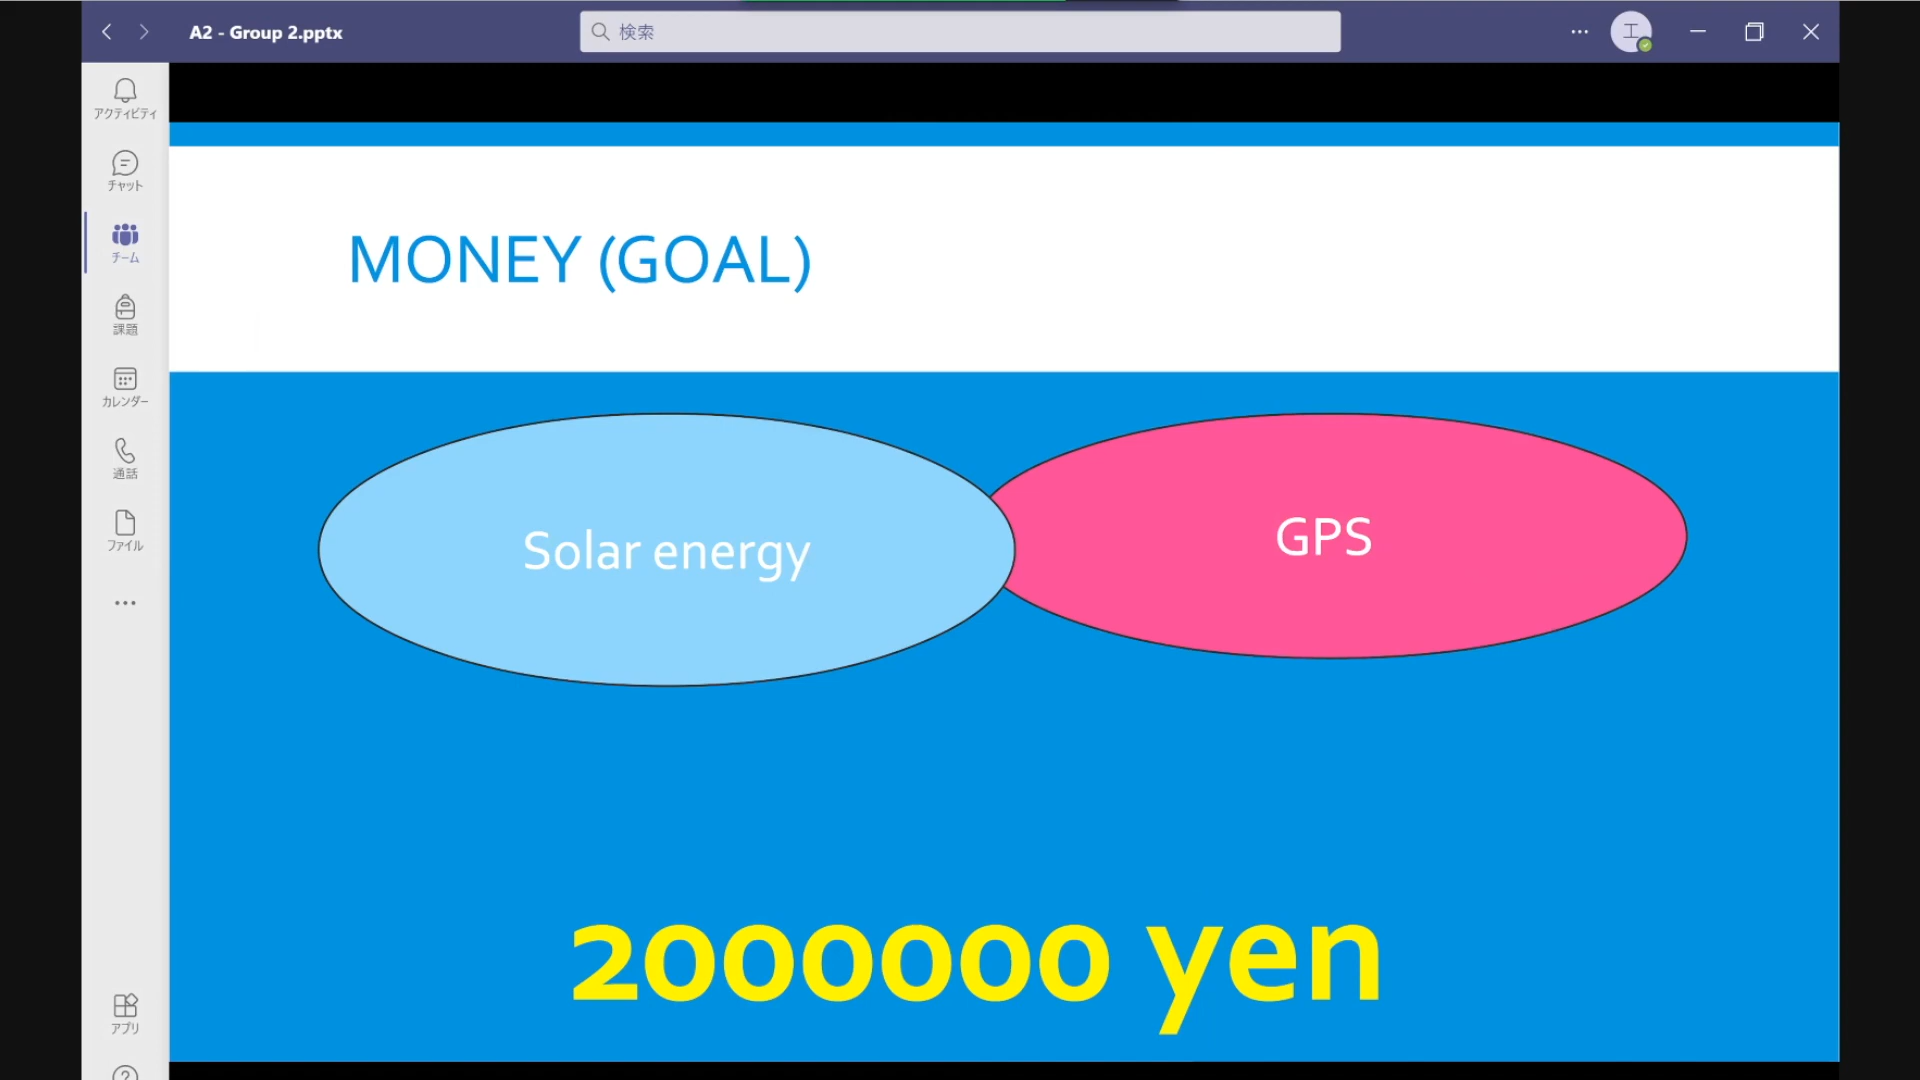 A2 - Group 2.pptx
検索
工
アクティビティ
チャット
チーム
課題
カレンダー
通話
ファイル
アプリ
MONEY (GOAL)
Solar energy
GPS
2000000 yen